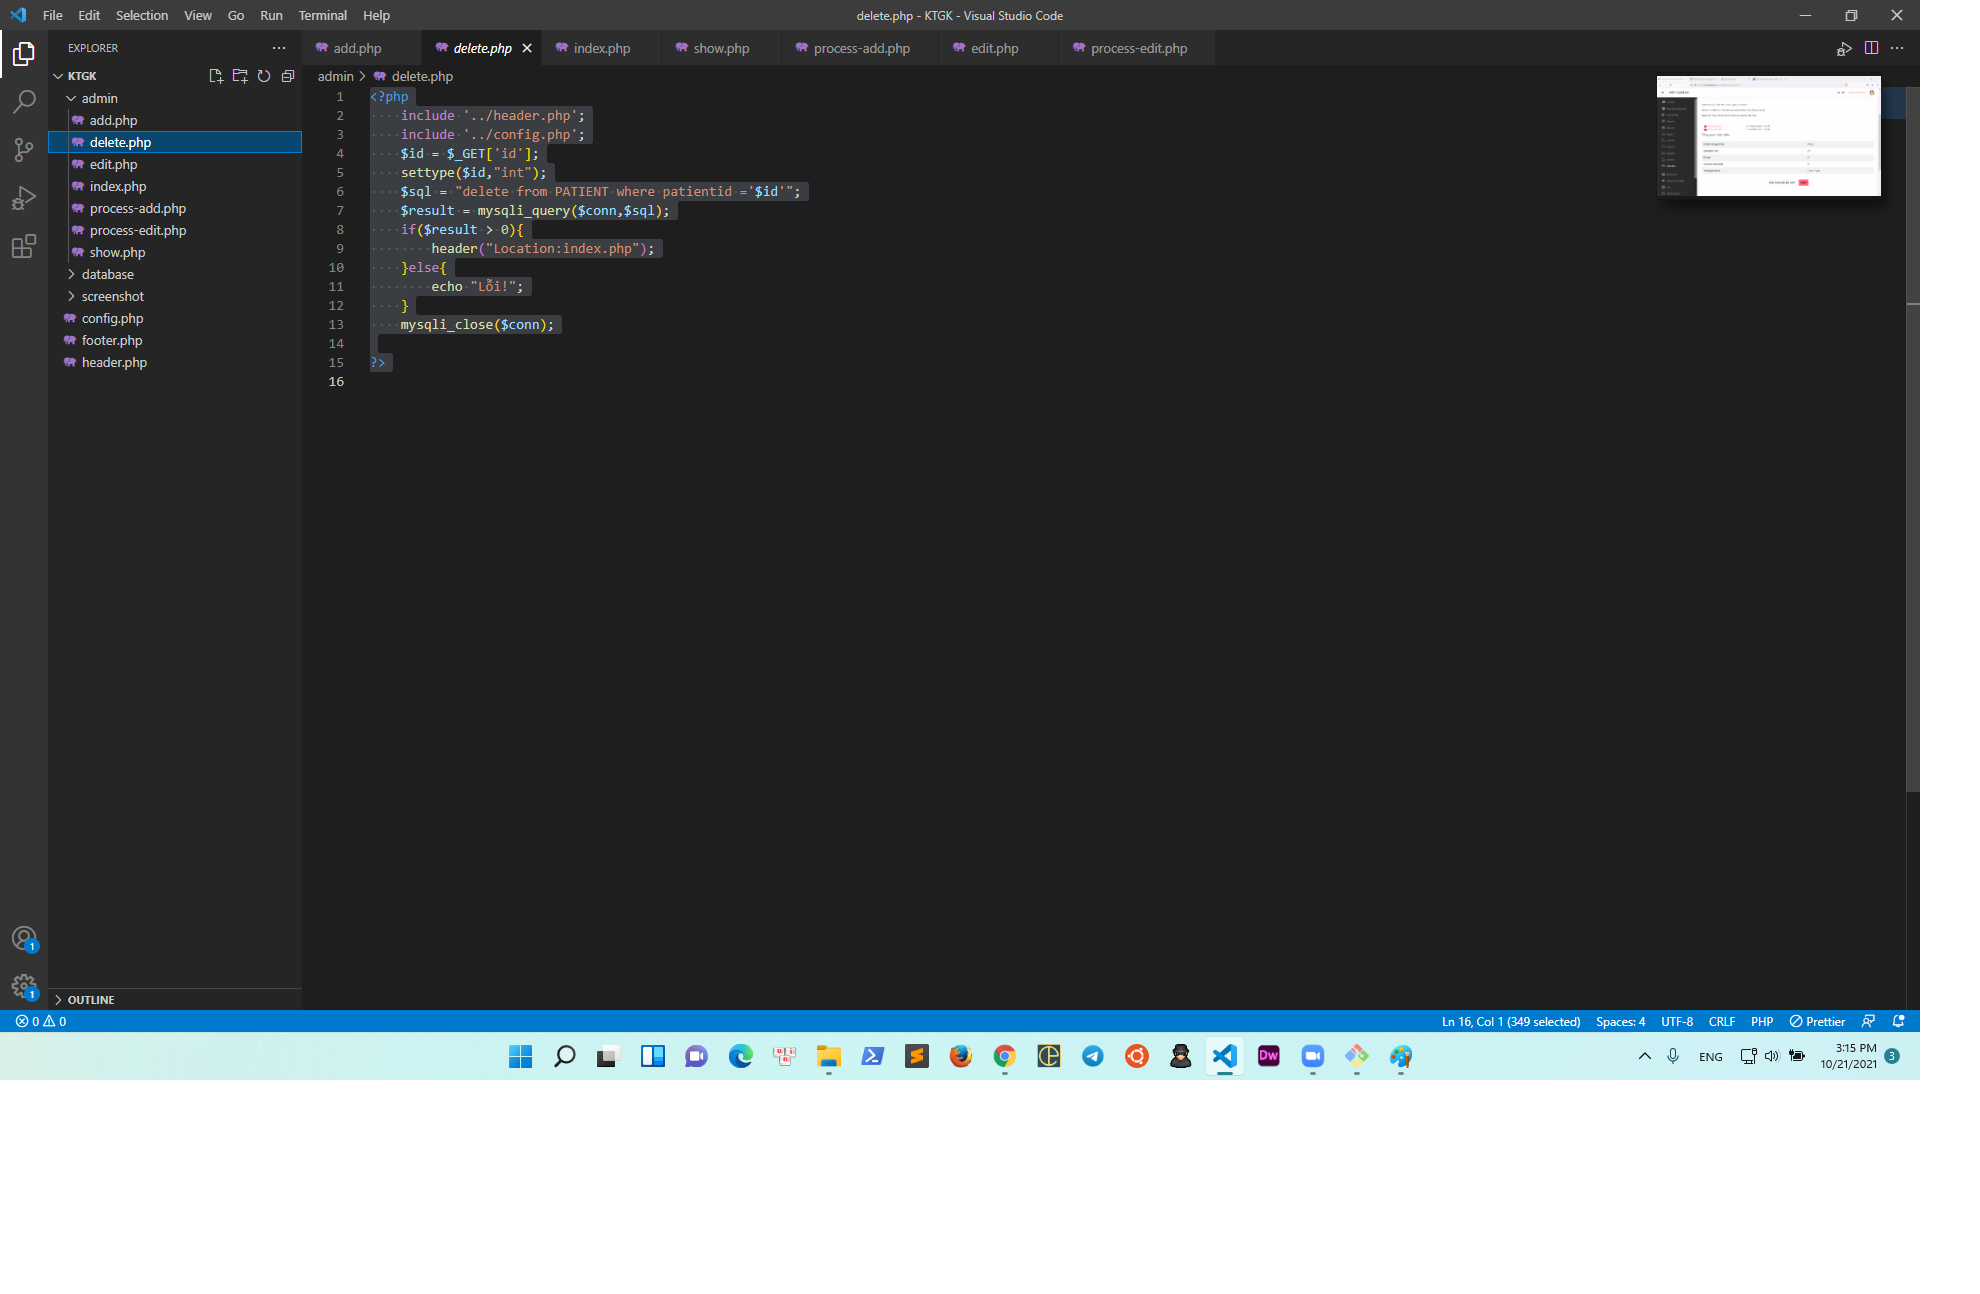 File Edit Selection View Go Run Terminal Help
delete.php - KTGK - Visual Studio Code
EXPLORER
KTGK
admin
add.php
delete.php
edit.php
index.php
process-add.php
process-edit.php
show.php
database
screenshot
config.php
footer.php
header.php
OUTLINE
add.php delete.php index.php show.php process-add.php edit.php process-edit.php
admin > delete.php
1 <?php
2 include '../header.php';
3 include '../config.php';
4 $id = $_GET['id'];
5 settype($id,"int");
6 $sql = "delete from PATIENT where patientid ='$id'";
7 $result = mysqli_query($conn,$sql);
8 if($result > 0){
9 header("Location:index.php");
10 }else{
11 echo "Lỗi!";
12 }
13 mysqli_close($conn);
14
15 ?>
16
1
1
0 0
Ln 16, Col 1 (349 selected) Spaces: 4 UTF-8 CRLF PHP Prettier
Dw
ENG
3:15 PM
10/21/2021
3